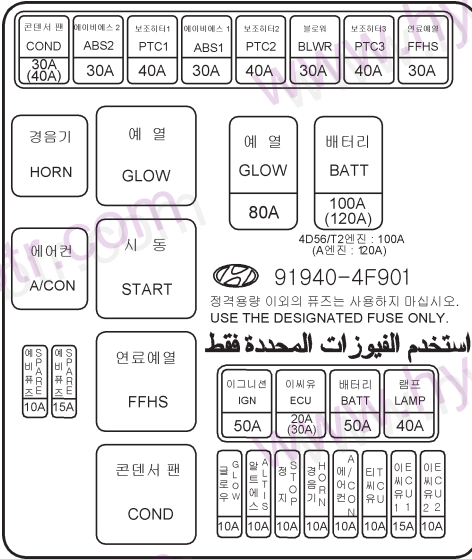 콘덴서 팬 에이비에스 2 보조히터1 에이비에스 1 보조히터2 블로워 보조히터3 연료예열
COND ABS2 PTC1 ABS1 PTC2 BLWR PTC3 FFHS
30A (40A) 30A 40A 30A 40A 30A 40A 30A
경음기
HORN
예 열
GLOW
예 열
GLOW
80A
배터리
BATT
100A
(120A)
4D56/T2엔진 : 100A
(A엔진 : 120A)
에어컨
A/CON
시 동
START
91940-4F901
정격용량 이외의 퓨즈는 사용하지 마십시오.
USE THE DESIGNATED FUSE ONLY.
استخدم الفيوزات المحددة فقط
예비퓨즈 SPARE 10A
예비퓨즈 SPARE 15A
연료예열
FFHS
이그니션 이씨유 배터리 램프
IGN ECU BATT LAMP
50A 20A (30A) 50A 40A
콘덴서 팬
COND
글로우 GLOW 10A
알트에스 ALTIS 10A
정지 STOP 10A
경음기 HORN 10A
에어컨 A/CON 10A
티씨유 TCU 10A
이씨유1 ECU1 15A
이씨유2 ECU2 10A